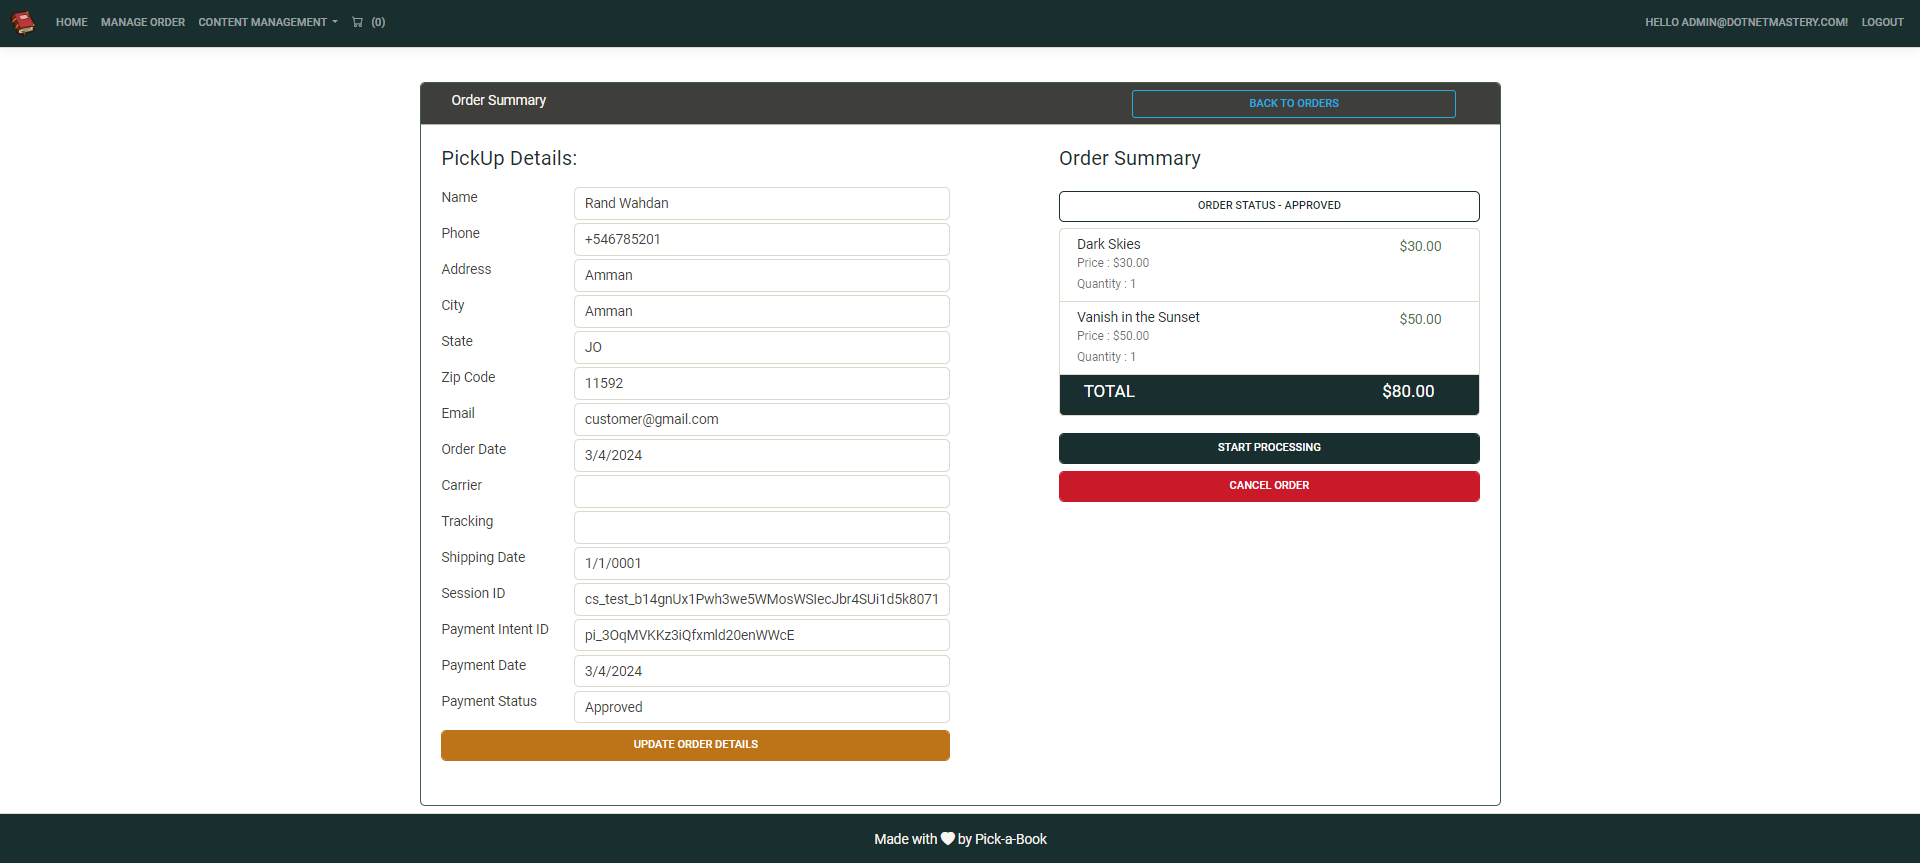 HOME MANAGE ORDER CONTENT MANAGEMENT (0) HELLO ADMIN@DOTNETMASTERY.COM! LOGOUT
Order Summary BACK TO ORDERS
PickUp Details:
Name Rand Wahdan
Phone +546785201
Address Amman
City Amman
State JO
Zip Code 11592
Email customer@gmail.com
Order Date 3/4/2024
Carrier
Tracking
Shipping Date 1/1/0001
Session ID cs_test_b14gnUx1Pwh3we5WMosWSIecJbr4SUi1d5k8071
Payment Intent ID pi_3OqMVKKz3iQfxmld20enWWcE
Payment Date 3/4/2024
Payment Status Approved
UPDATE ORDER DETAILS
Order Summary
ORDER STATUS - APPROVED
Dark Skies $30.00
Price : $30.00
Quantity : 1
Vanish in the Sunset $50.00
Price : $50.00
Quantity : 1
TOTAL $80.00
START PROCESSING
CANCEL ORDER
Made with by Pick-a-Book